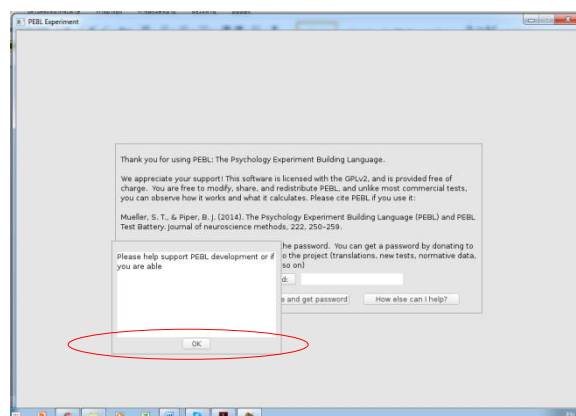 PEBL Experiment
Thank you for using PEBL: The Psychology Experiment Building Language.
We appreciate your support! This software is licensed with the GPLv2, and is provided free of
charge. You are free to modify, share, and redistribute PEBL, and unlike most commercial tests,
you can observe how it works and what it calculates. Please cite PEBL if you use it:
Mueller, S. T., & Piper, B. J. (2014). The Psychology Experiment Building Language (PEBL) and PEBL
Test Battery. Journal of neuroscience methods, 222, 250-259.
he password. You can get a password by donating to
o the project (translations, new tests, normative data,
so on)
d:
e and get password
How else can I help?
Please help support PEBL development or if
you are able
OK